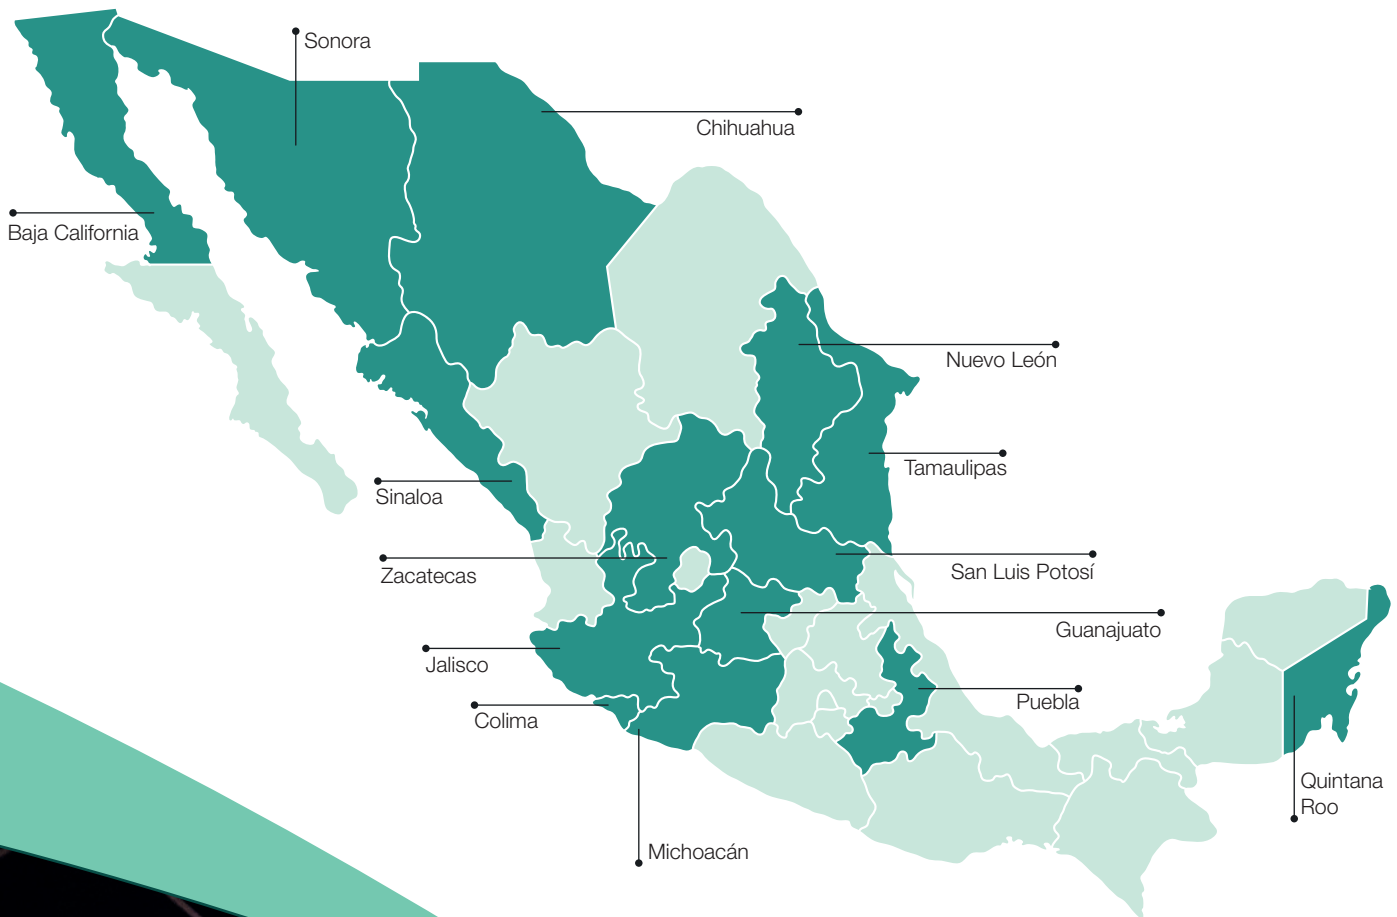 Sonora
Chihuahua
Baja California
Nuevo León
Tamaulipas
Sinaloa
San Luis Potosí
Zacatecas
Guanajuato
Jalisco
Puebla
Colima
Quintana
Roo
Michoacán